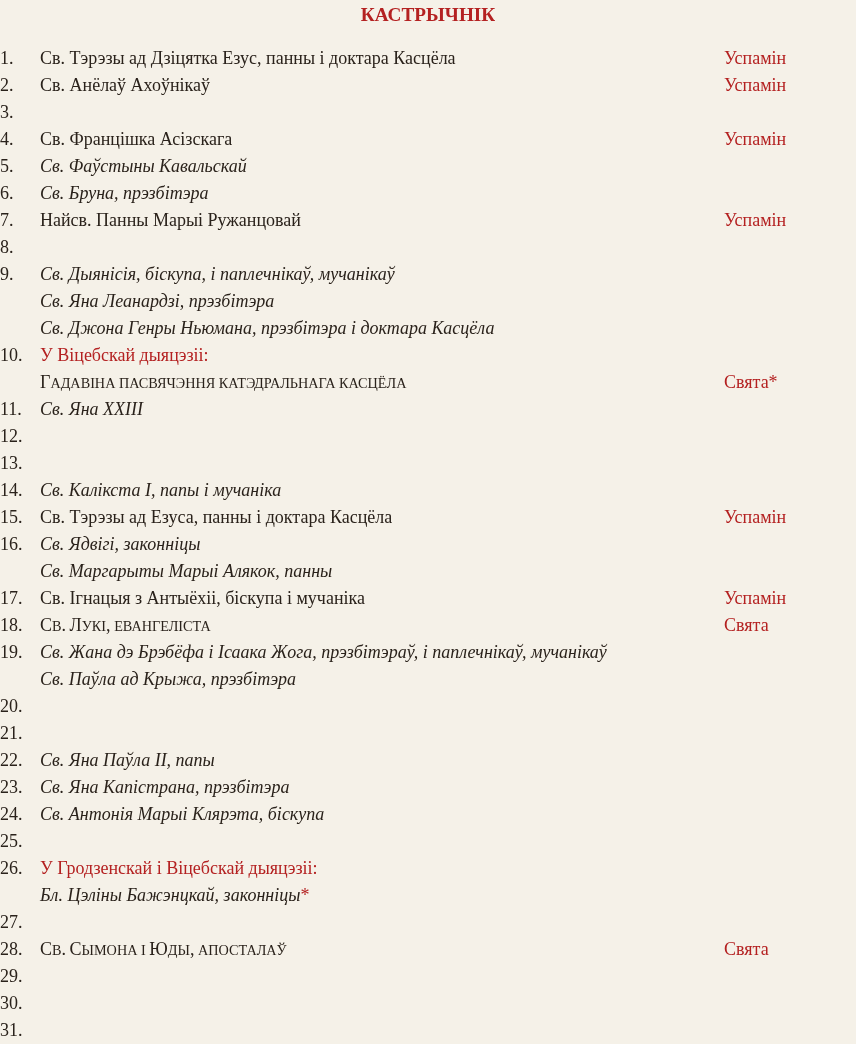 КАСТРЫЧНІК
1. Св. Тэрэзы ад Дзіцятка Езус, панны і доктара Касцёла Успамін
2. Св. Анёлаў Ахоўнікаў Успамін
3.
4. Св. Францішка Асізскага Успамін
5. Св. Фаўстыны Кавальскай
6. Св. Бруна, прэзбітэра
7. Найсв. Панны Марыі Ружанцовай Успамін
8.
9. Св. Дыянісія, біскупа, і паплечнікаў, мучанікаў
Св. Яна Леанардзі, прэзбітэра
Св. Джона Генры Ньюмана, прэзбітэра і доктара Касцёла
10. У Віцебскай дыяцэзіі:
Гадавіна пасвячэння катэдральнага касцёла Свята*
11. Св. Яна XXIII
12.
13.
14. Св. Калікста I, папы і мучаніка
15. Св. Тэрэзы ад Езуса, панны і доктара Касцёла Успамін
16. Св. Ядвігі, законніцы
Св. Маргарыты Марыі Алякок, панны
17. Св. Ігнацыя з Антыёхіі, біскупа і мучаніка Успамін
18. Св. Лукі, евангеліста Свята
19. Св. Жана дэ Брэбёфа і Ісаака Жога, прэзбітэраў, і паплечнікаў, мучанікаў
Св. Паўла ад Крыжа, прэзбітэра
20.
21.
22. Св. Яна Паўла II, папы
23. Св. Яна Капістрана, прэзбітэра
24. Св. Антонія Марыі Клярэта, біскупа
25.
26. У Гродзенскай і Віцебскай дыяцэзіі:
Бл. Цэліны Бажэнцкай, законніцы*
27.
28. Св. Сымона і Юды, апосталаў Свята
29.
30.
31.